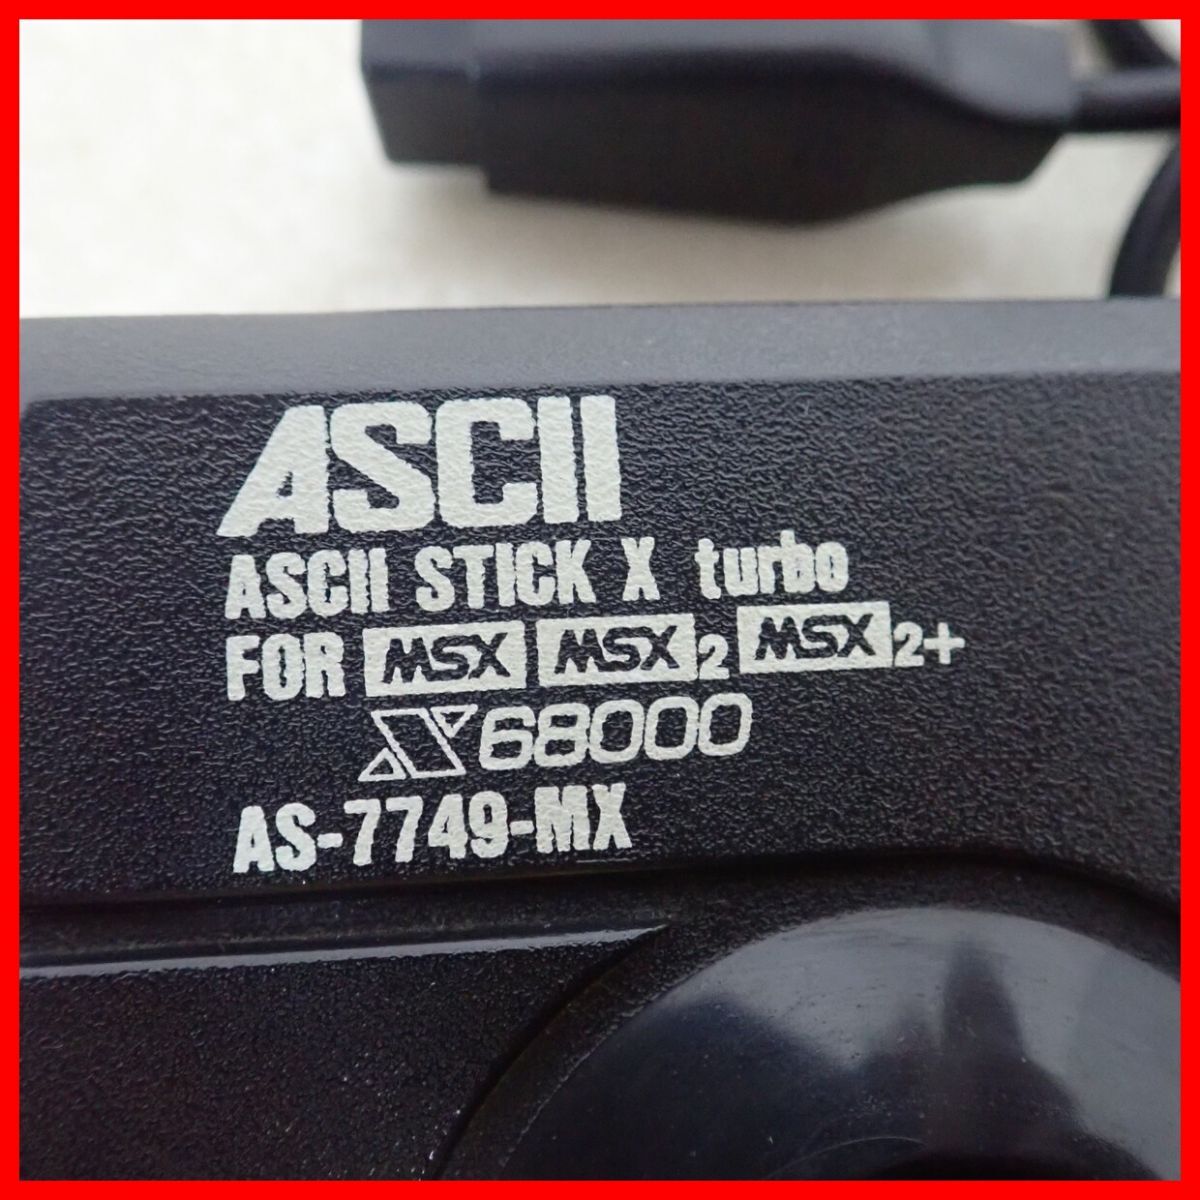 ASCII
ASCII STICK X turbo
FOR MSX MSX2 MSX2+
X68000
AS-7749-MX